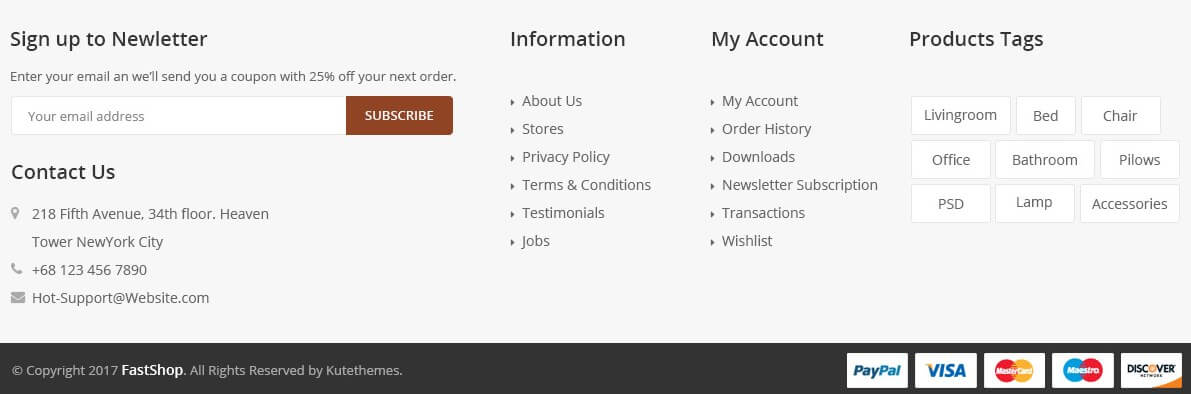 Sign up to Newletter
Enter your email an we'll send you a coupon with 25% off your next order.
Your email address
SUBSCRIBE
Contact Us
218 Fifth Avenue, 34th floor. Heaven
Tower NewYork City
+68 123 456 7890
Hot-Support@Website.com
Information
About Us
Stores
Privacy Policy
Terms & Conditions
Testimonials
Jobs
My Account
My Account
Order History
Downloads
Newsletter Subscription
Transactions
Wishlist
Products Tags
Livingroom Bed Chair
Office Bathroom Pilows
PSD Lamp Accessories
© Copyright 2017 FastShop. All Rights Reserved by Kutethemes.
PayPal VISA MasterCard Maestro DISCOVER
NETWORK